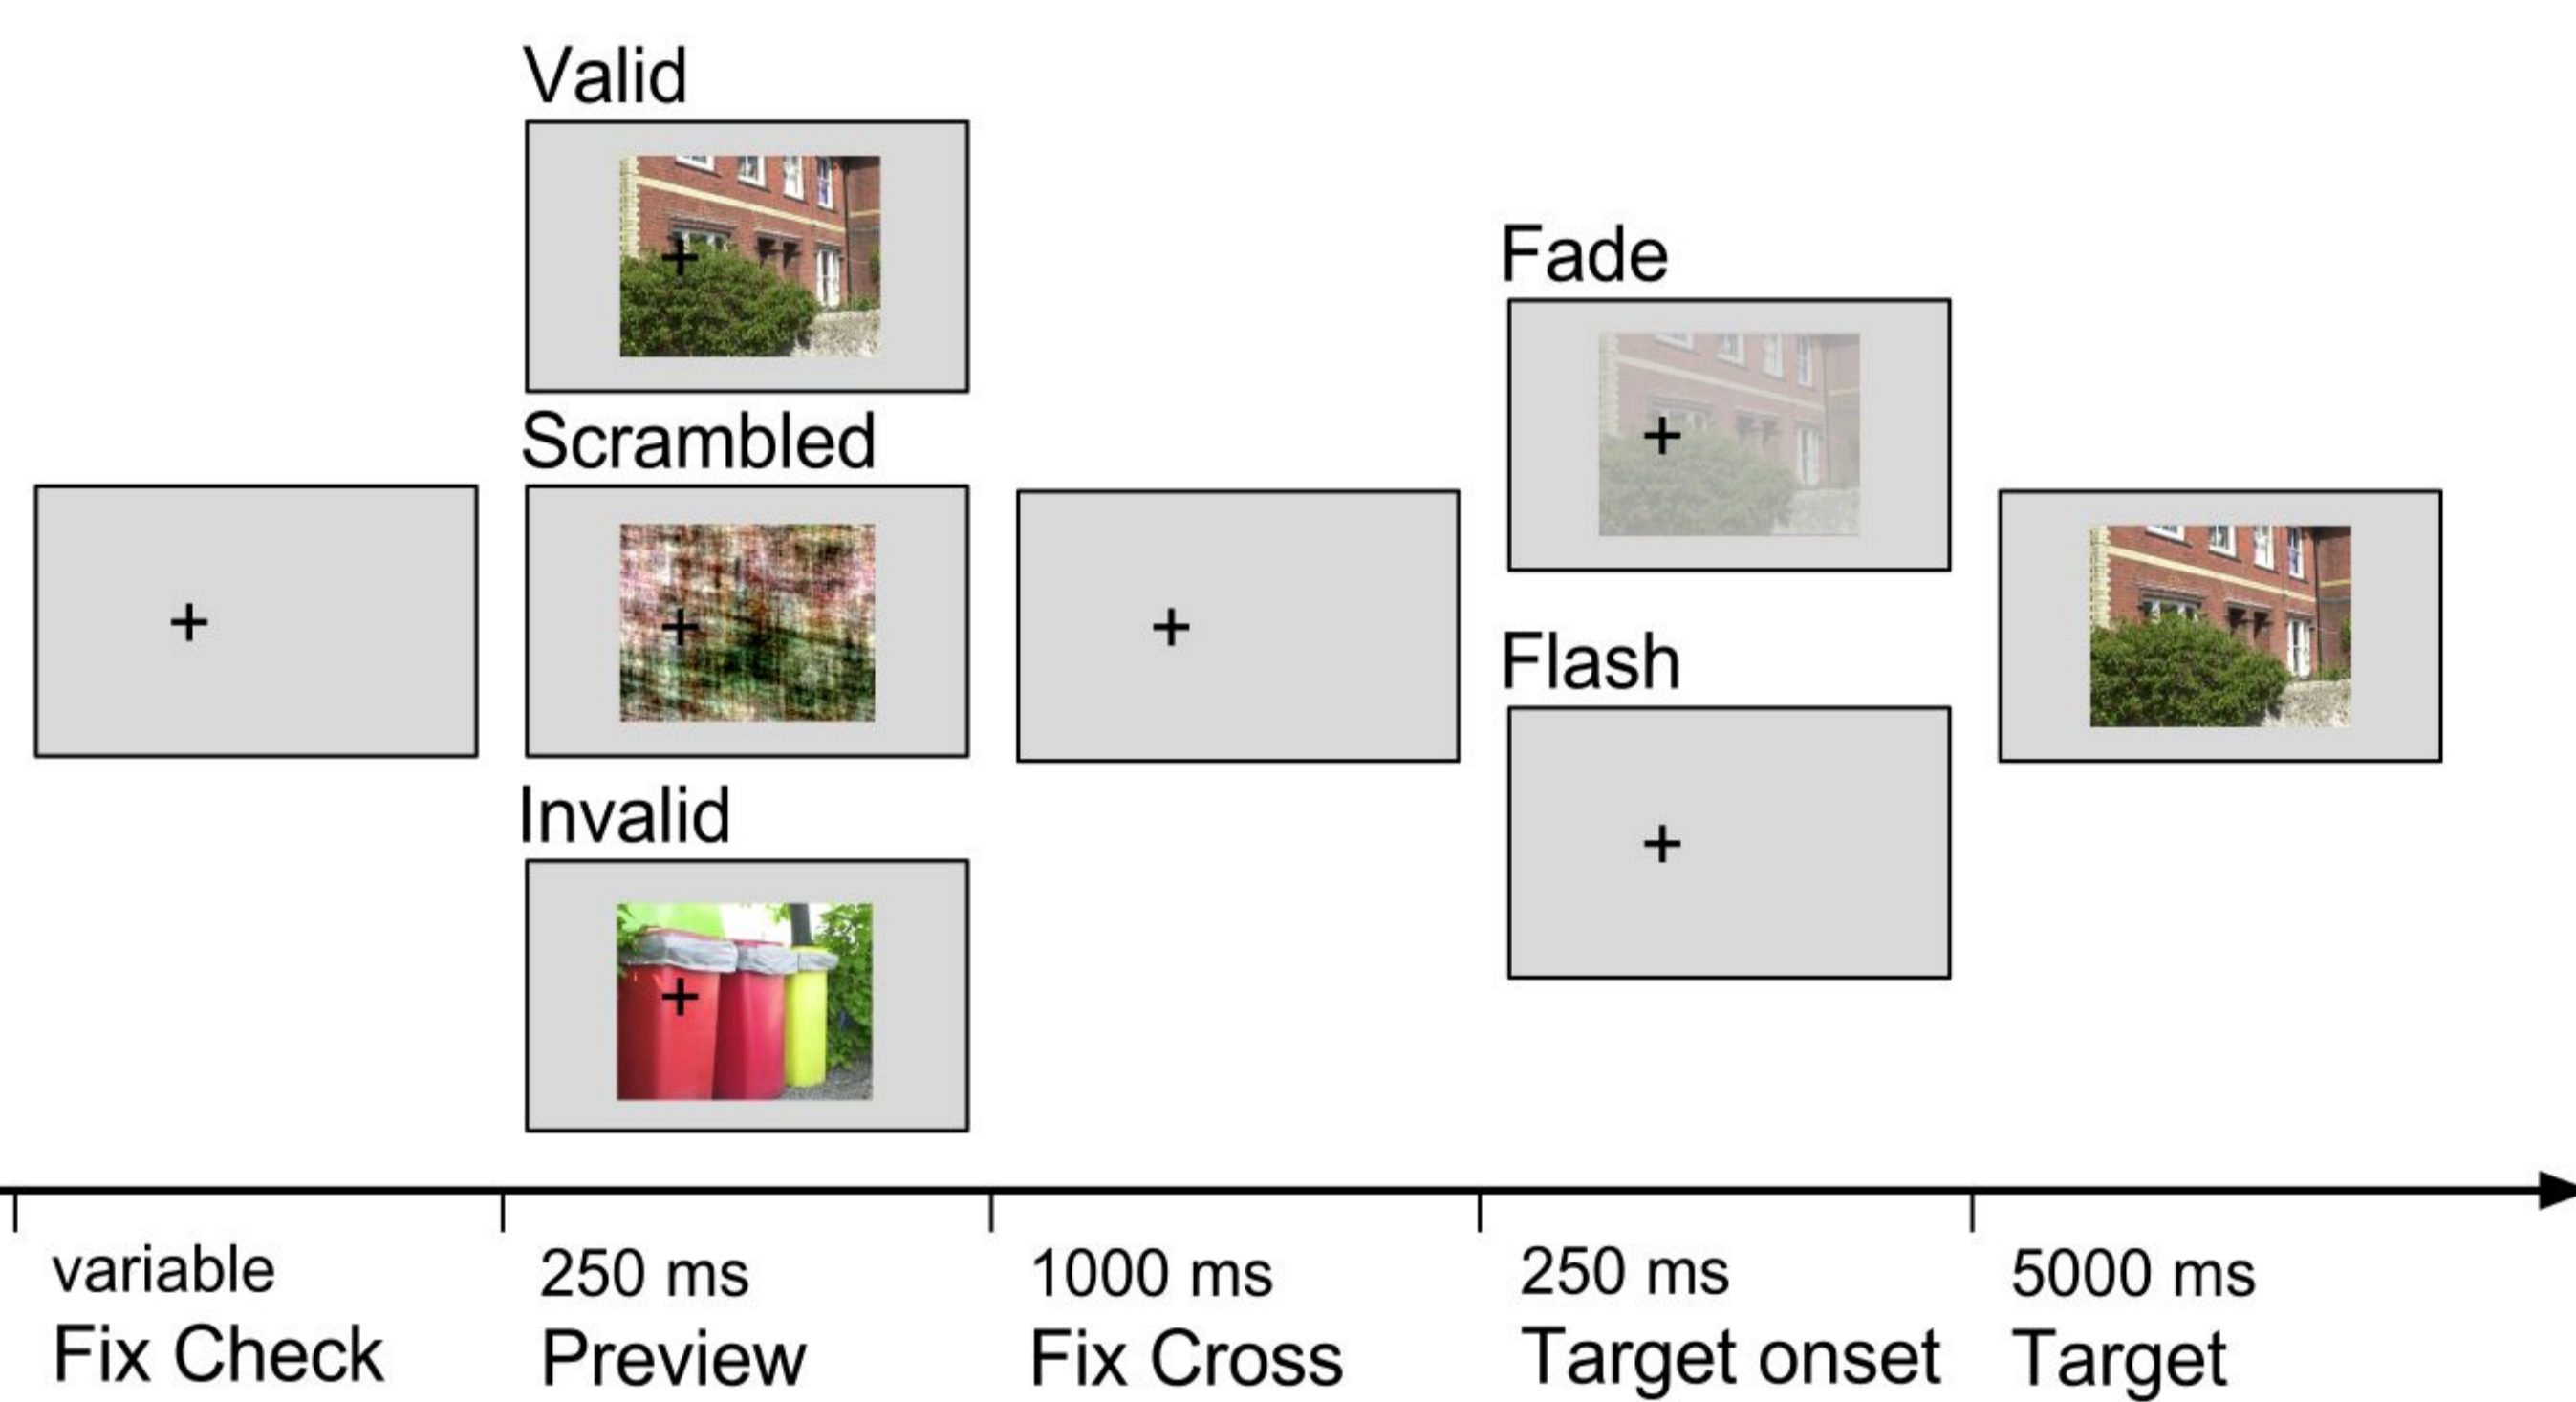 Valid
Scrambled
Invalid
Fade
Flash
variable
Fix Check
250 ms
Preview
1000 ms
Fix Cross
250 ms
Target onset
5000 ms
Target